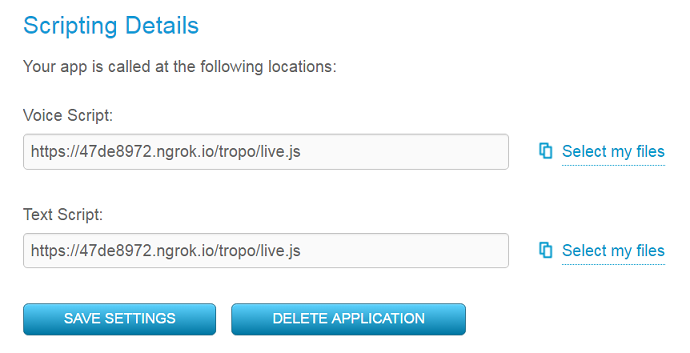 Scripting Details
Your app is called at the following locations:
Voice Script:
https://47de8972.ngrok.io/tropo/live.js
Select my files
Text Script:
https://47de8972.ngrok.io/tropo/live.js
Select my files
SAVE SETTINGS
DELETE APPLICATION